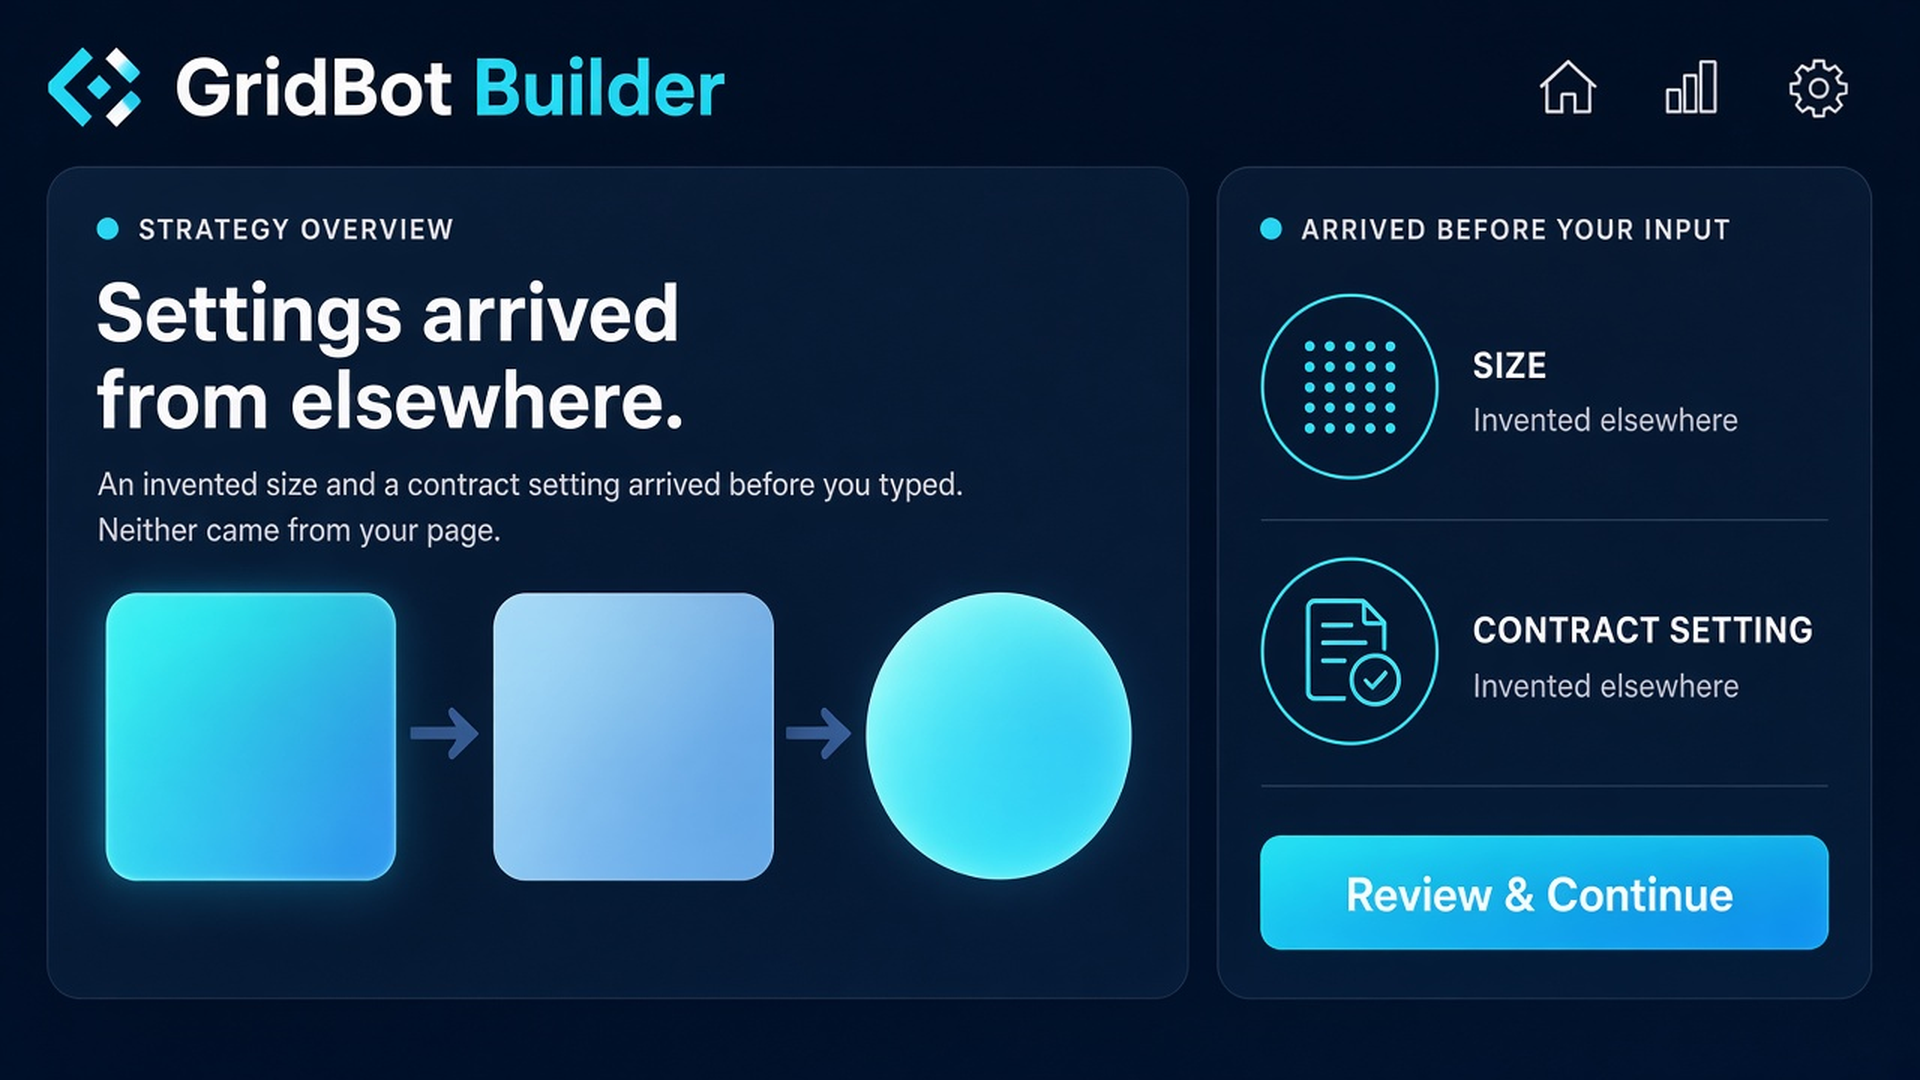 GridBot Builder
STRATEGY OVERVIEW
Settings arrived
from elsewhere.
An invented size and a contract setting arrived before you typed.
Neither came from your page.
ARRIVED BEFORE YOUR INPUT
SIZE
Invented elsewhere
CONTRACT SETTING
Invented elsewhere
Review & Continue